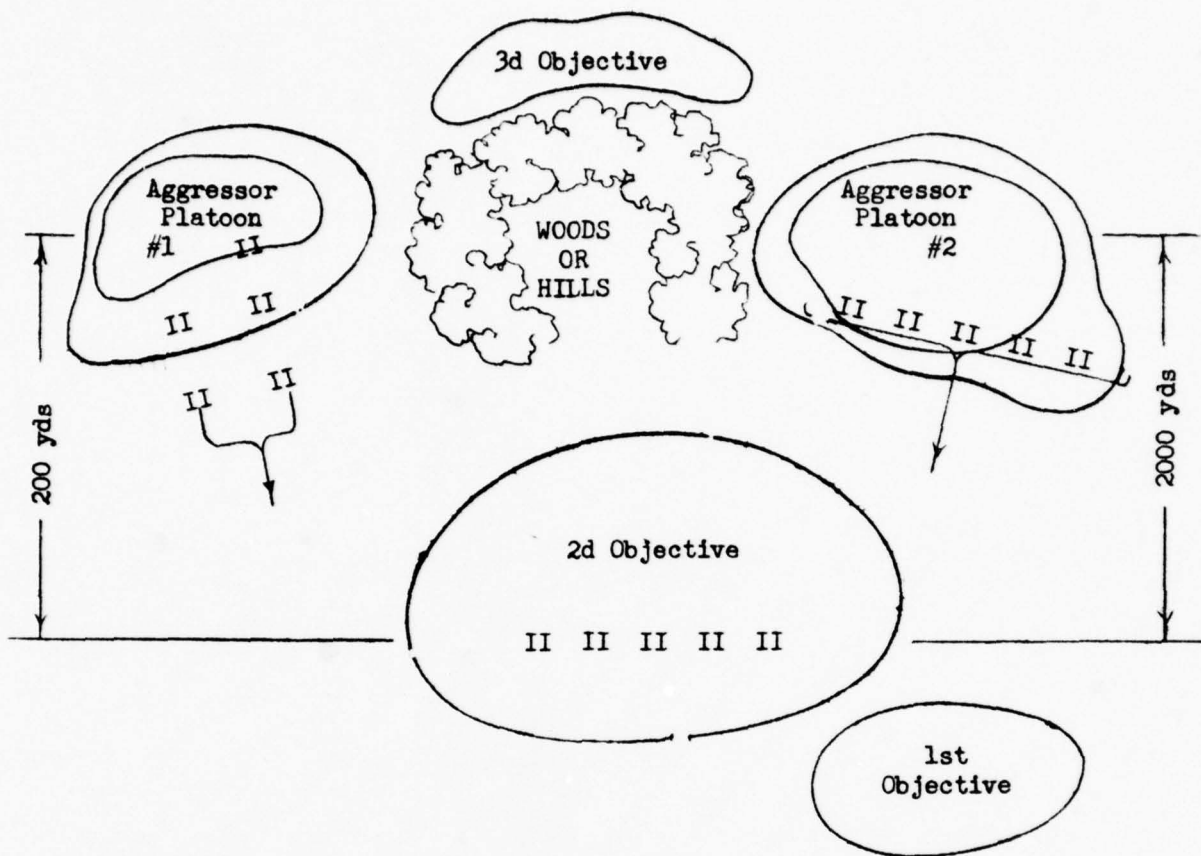 3d Objective
Aggressor
Platoon
#1
II
II
II
II
II
WOODS
OR
HILLS
Aggressor
Platoon
#2
II II II II II
200 yds
2000 yds
2d Objective
II II II II II
1st
Objective